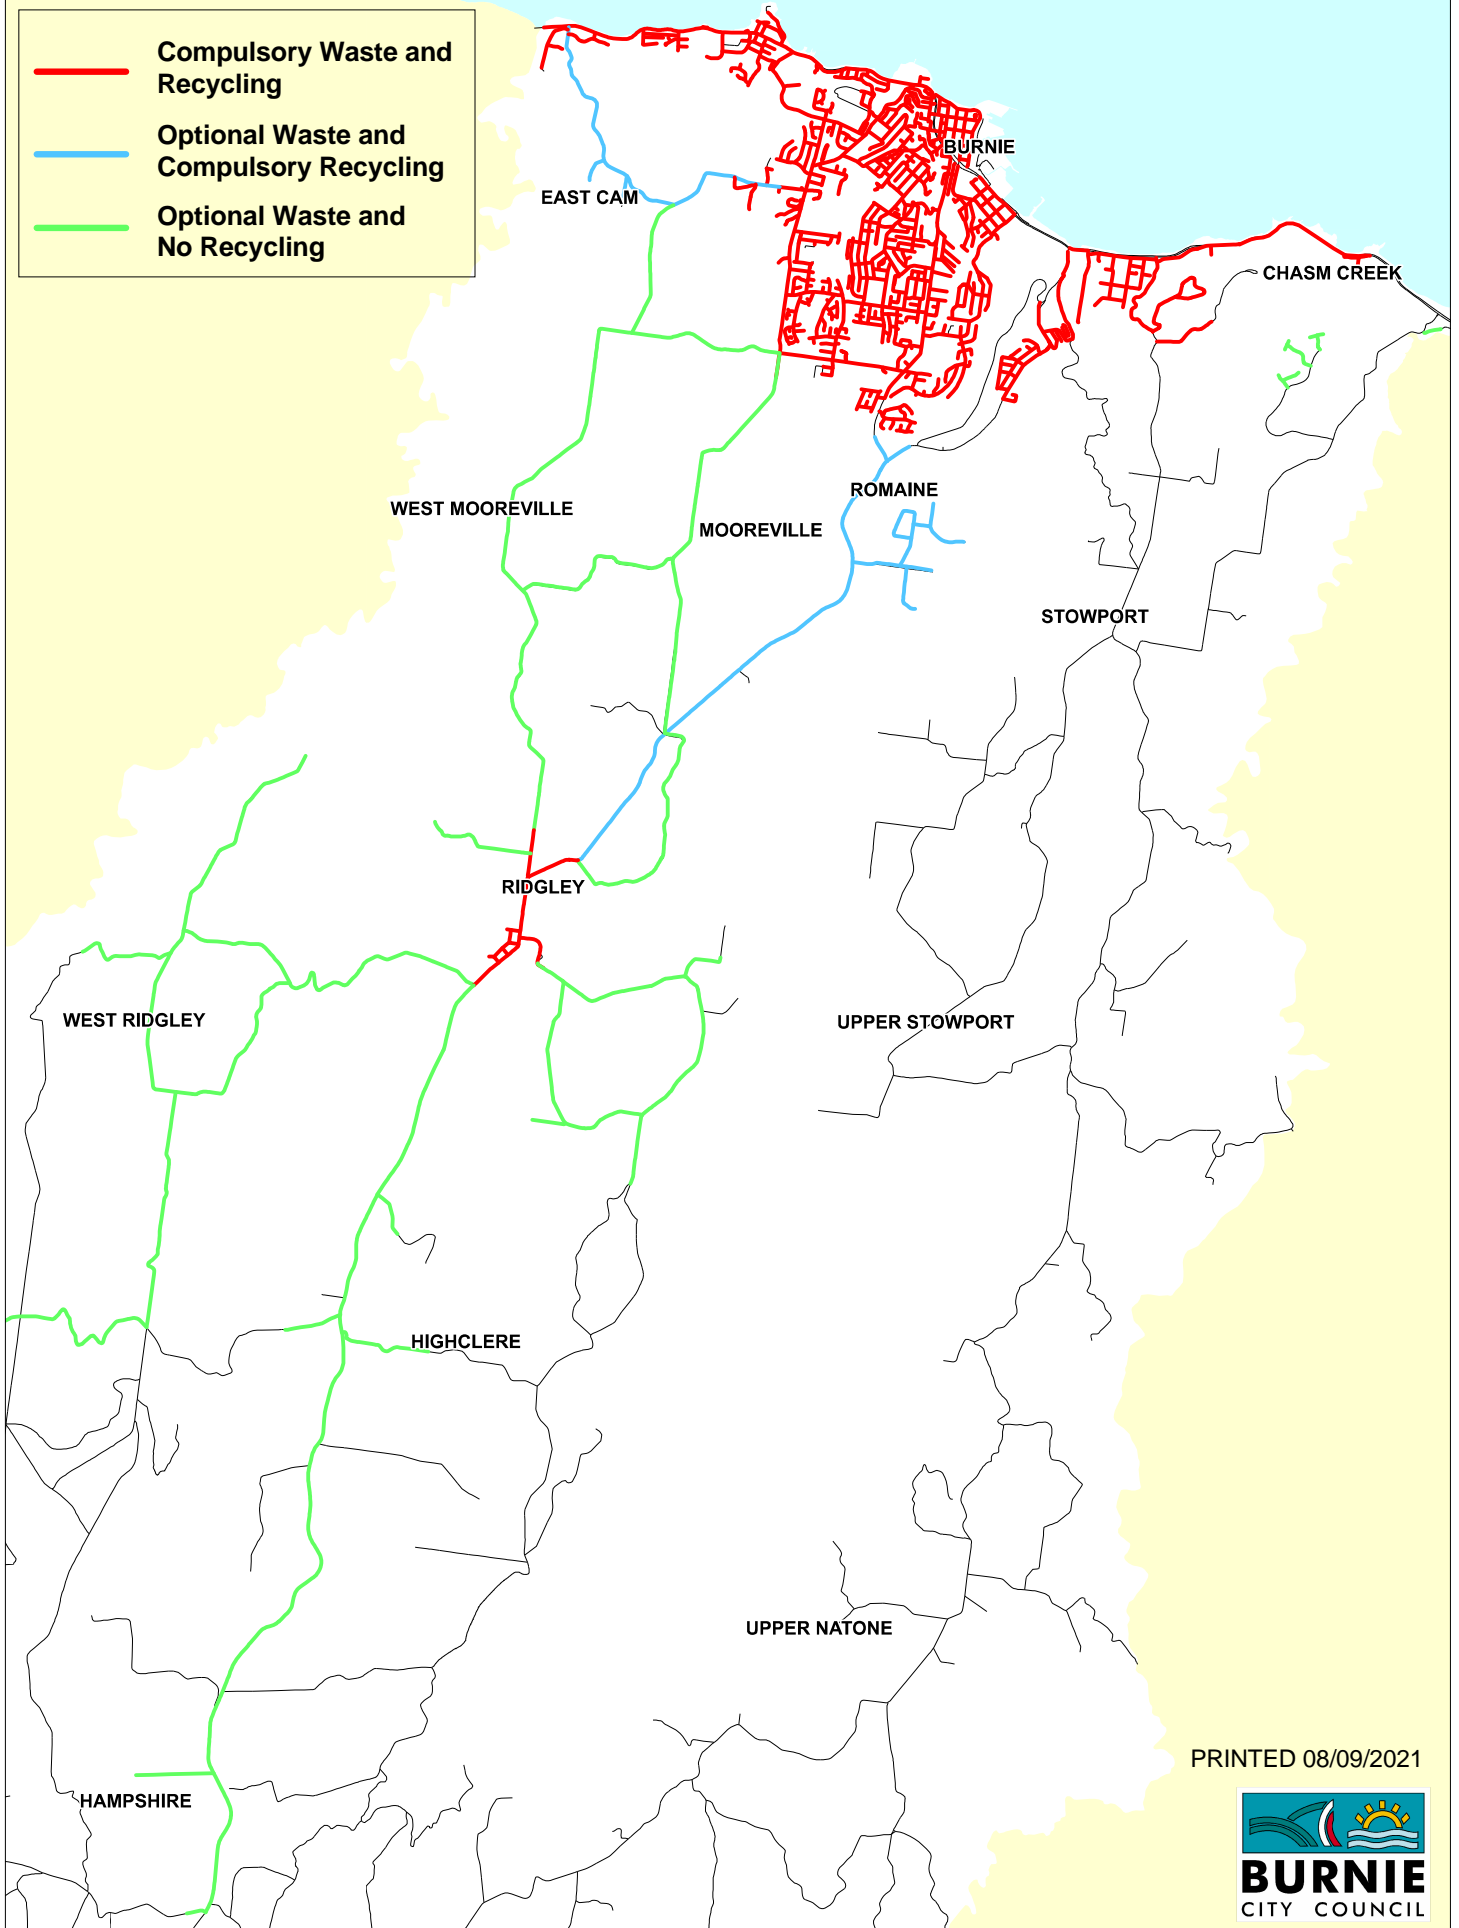 Compulsory Waste and
Recycling
Optional Waste and
Compulsory Recycling
Optional Waste and
No Recycling
BURNIE
EAST CAM
CHASM CREEK
ROMAINE
WEST MOOREVILLE
MOOREVILLE
STOWPORT
RIDGLEY
WEST RIDGLEY
UPPER STOWPORT
HIGHCLERE
UPPER NATONE
PRINTED 08/09/2021
HAMPSHIRE
BURNIE
CITY COUNCIL